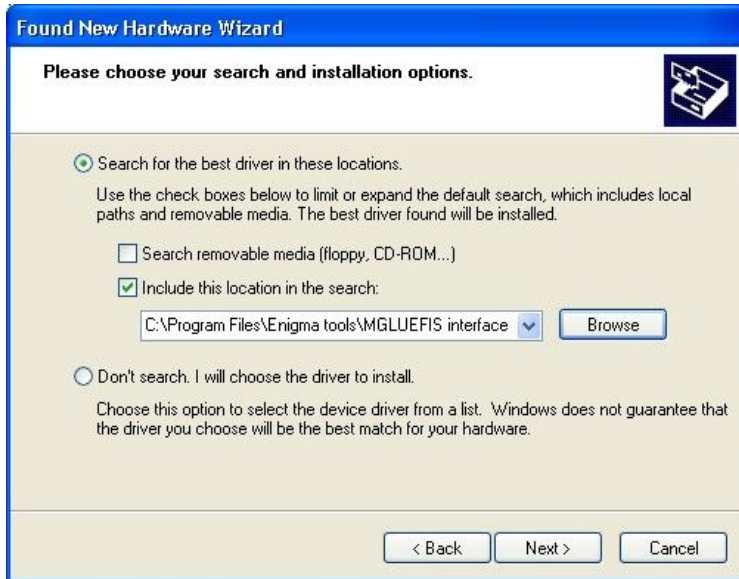 Found New Hardware Wizard
Please choose your search and installation options.
Search for the best driver in these locations.
Use the check boxes below to limit or expand the default search, which includes local
paths and removable media. The best driver found will be installed.
Search removable media (floppy, CD-ROM...)
Include this location in the search:
C:\Program Files\Enigma tools\MGLUEFIS interface
Browse
Don't search. I will choose the driver to install.
Choose this option to select the device driver from a list. Windows does not guarantee that
the driver you choose will be the best match for your hardware.
< Back Next > Cancel